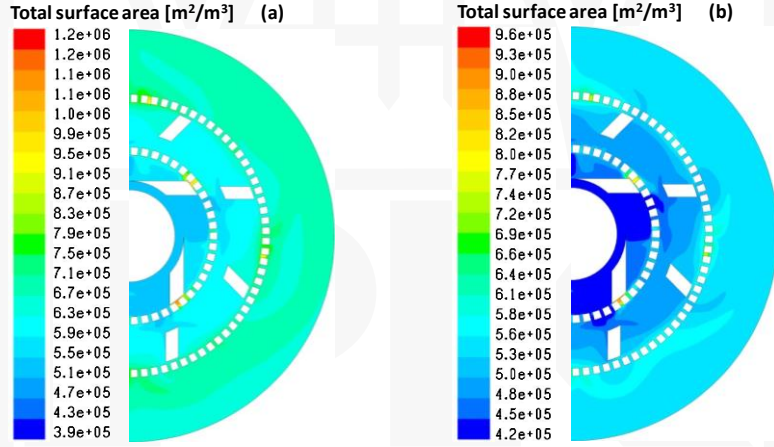 Total surface area [m²/m³] (a)
1.2e+06
1.2e+06
1.1e+06
1.1e+06
1.0e+06
9.9e+05
9.5e+05
9.1e+05
8.7e+05
8.3e+05
7.9e+05
7.5e+05
7.1e+05
6.7e+05
6.3e+05
5.9e+05
5.5e+05
5.1e+05
4.7e+05
4.3e+05
3.9e+05
Total surface area [m²/m³] (b)
9.6e+05
9.3e+05
9.0e+05
8.8e+05
8.5e+05
8.2e+05
8.0e+05
7.7e+05
7.4e+05
7.2e+05
6.9e+05
6.6e+05
6.4e+05
6.1e+05
5.8e+05
5.6e+05
5.3e+05
5.0e+05
4.8e+05
4.5e+05
4.2e+05